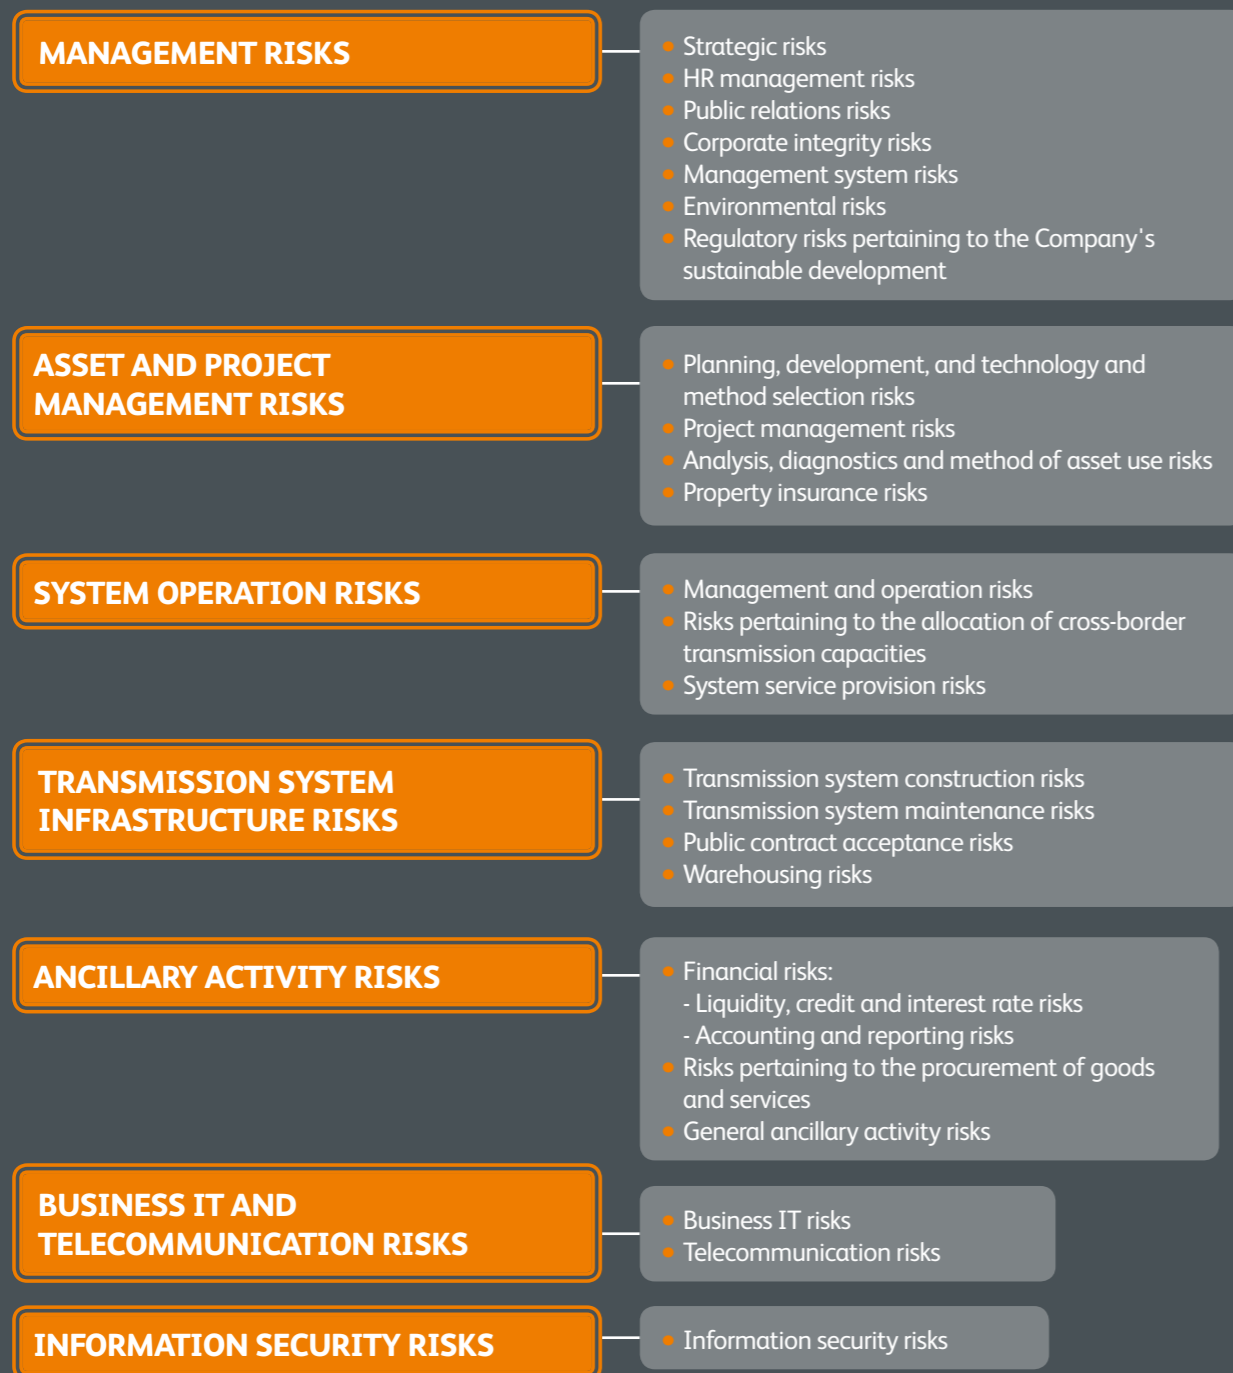 MANAGEMENT RISKS
• Strategic risks
• HR management risks
• Public relations risks
• Corporate integrity risks
• Management system risks
• Environmental risks
• Regulatory risks pertaining to the Company's
sustainable development
ASSET AND PROJECT
MANAGEMENT RISKS
• Planning, development, and technology and
method selection risks
• Project management risks
• Analysis, diagnostics and method of asset use risks
• Property insurance risks
SYSTEM OPERATION RISKS
• Management and operation risks
• Risks pertaining to the allocation of cross-border
transmission capacities
• System service provision risks
TRANSMISSION SYSTEM
INFRASTRUCTURE RISKS
• Transmission system construction risks
• Transmission system maintenance risks
• Public contract acceptance risks
• Warehousing risks
ANCILLARY ACTIVITY RISKS
• Financial risks:
- Liquidity, credit and interest rate risks
- Accounting and reporting risks
• Risks pertaining to the procurement of goods
and services
• General ancillary activity risks
BUSINESS IT AND
TELECOMMUNICATION RISKS
• Business IT risks
• Telecommunication risks
INFORMATION SECURITY RISKS
• Information security risks